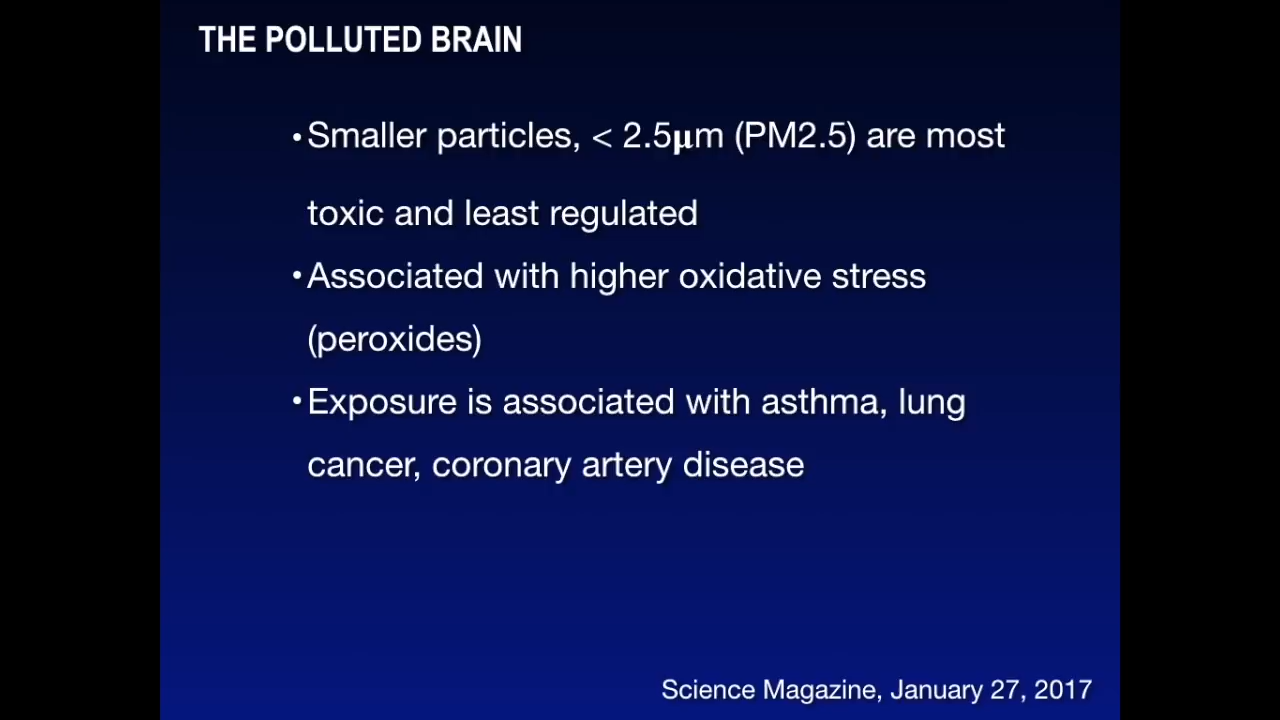 THE POLLUTED BRAIN
• Smaller particles, < 2.5μm (PM2.5) are most
toxic and least regulated
• Associated with higher oxidative stress
(peroxides)
• Exposure is associated with asthma, lung
cancer, coronary artery disease
Science Magazine, January 27, 2017